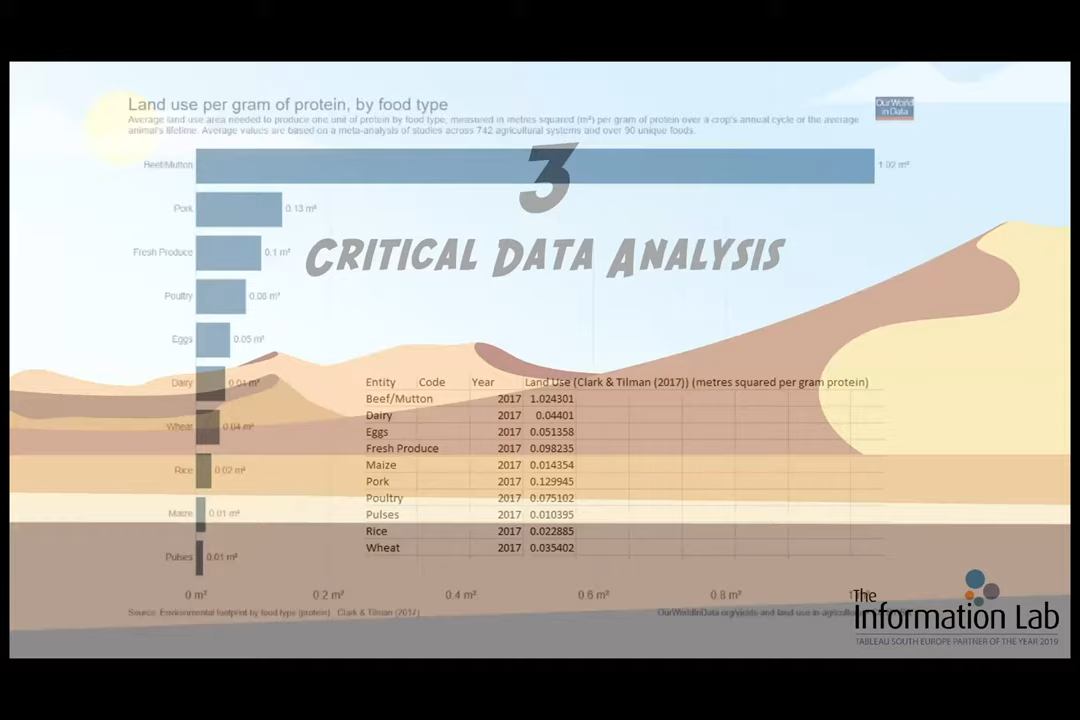 Land use per gram of protein, by food type
Our World
in Data
Average land use area needed to produce one unit of protein by food type, measured in metres squared (m²) per gram of protein over a crop's annual cycle or the average
animal's lifetime. Average values are based on a meta-analysis of studies across 742 agricultural systems and over 90 unique foods.
Beef/Mutton 1.02 m²
3
Pork 0.13 m²
Critical Data Analysis
Fresh Produce 0.1 m²
Poultry 0.08 m²
Eggs 0.05 m²
Dairy 0.04 m²
Wheat 0.04 m²
Rice 0.02 m²
Maize 0.01 m²
Pulses 0.01 m²
Entity Code Year Land Use (Clark & Tilman (2017)) (metres squared per gram protein)
Beef/Mutton 2017 1.024301
Dairy 2017 0.04401
Eggs 2017 0.051358
Fresh Produce 2017 0.098235
Maize 2017 0.014354
Pork 2017 0.129945
Poultry 2017 0.075102
Pulses 2017 0.010395
Rice 2017 0.022885
Wheat 2017 0.035402
0 m² 0.2 m² 0.4 m² 0.6 m² 0.8 m²
Source: Environmental footprint by food type (protein) Clark & Tilman (2017)
OurWorldInData.org/yields-and-land-use-in-agriculture
The
Information Lab
TABLEAU SOUTH EUROPE PARTNER OF THE YEAR 2019